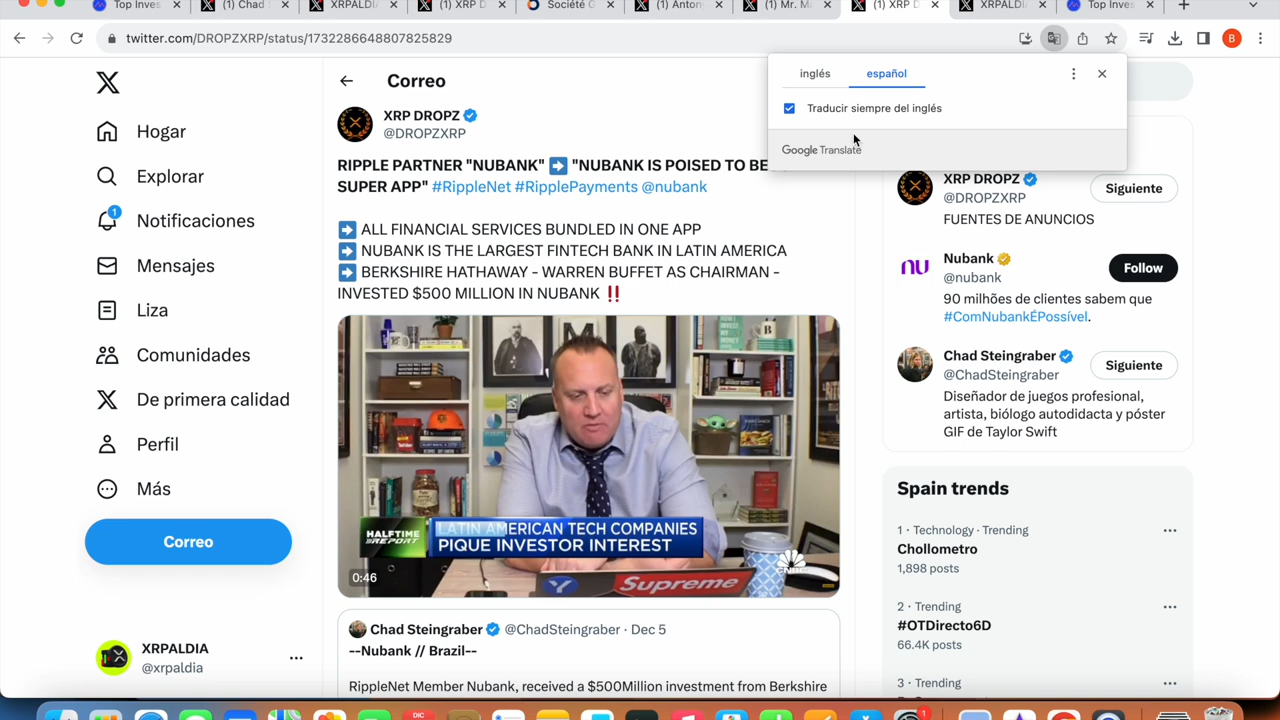 Top Inves
(1) Chad S
XRPALDIA
(1) XRP D
Société G
(1) Anton
(1) Mr. M
(1) XRP D
XRPALDIA
Top Inves
twitter.com/DROPZXRP/status/1732286648807825829
B
inglés
español
Traducir siempre del inglés
Google Translate
Hogar
Explorar
1
Notificaciones
Mensajes
Liza
Comunidades
De primera calidad
Perfil
Más
Correo
XRPALDIA
@xrpaldia
Correo
XRP DROPZ
@DROPZXRP
RIPPLE PARTNER "NUBANK" ➡️ "NUBANK IS POISED TO BE
SUPER APP" #RippleNet #RipplePayments @nubank
➡️ ALL FINANCIAL SERVICES BUNDLED IN ONE APP
➡️ NUBANK IS THE LARGEST FINTECH BANK IN LATIN AMERICA
➡️ BERKSHIRE HATHAWAY - WARREN BUFFET AS CHAIRMAN -
INVESTED $500 MILLION IN NUBANK ‼️
HALFTIME
REPORT
LATIN AMERICAN TECH COMPANIES
PIQUE INVESTOR INTEREST
Supreme
CNBC
0:46
Chad Steingraber @ChadSteingraber · Dec 5
--Nubank // Brazil--
RippleNet Member Nubank, received a $500Million investment from Berkshire
XRP DROPZ
@DROPZXRP
Siguiente
FUENTES DE ANUNCIOS
nu
Nubank
@nubank
Follow
90 milhões de clientes sabem que
#ComNubankÉPossível.
Chad Steingraber
@ChadSteingraber
Siguiente
Diseñador de juegos profesional,
artista, biólogo autodidacta y póster
GIF de Taylor Swift
Spain trends
1 · Technology · Trending
Chollometro
1,898 posts
2 · Trending
#OTDirecto6D
66.4K posts
3 · Trending
DIC
1